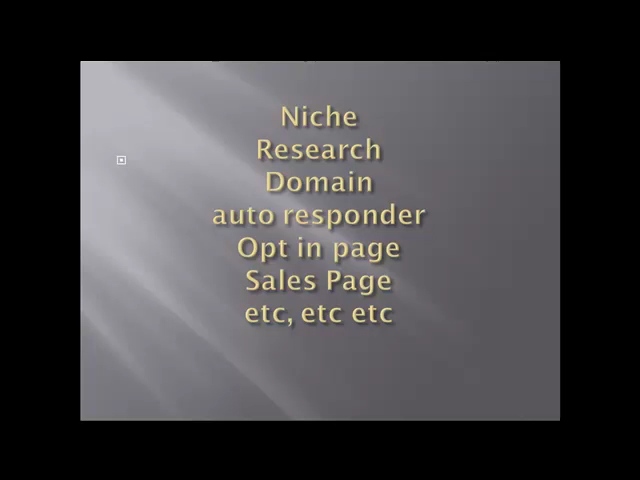 Niche
Research
Domain
auto responder
Opt in page
Sales Page
etc, etc etc